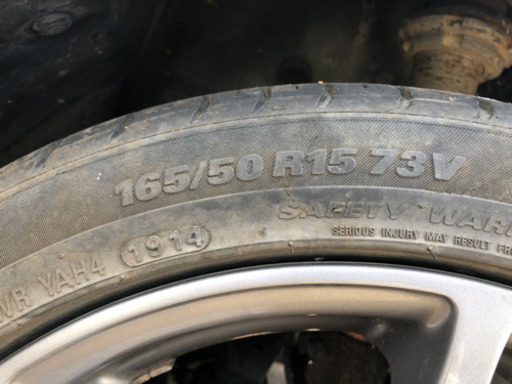 165/50 R15 73V
SAFETY WARN
SERIOUS INJURY MAY RESULT FR
WR YAH4 1914